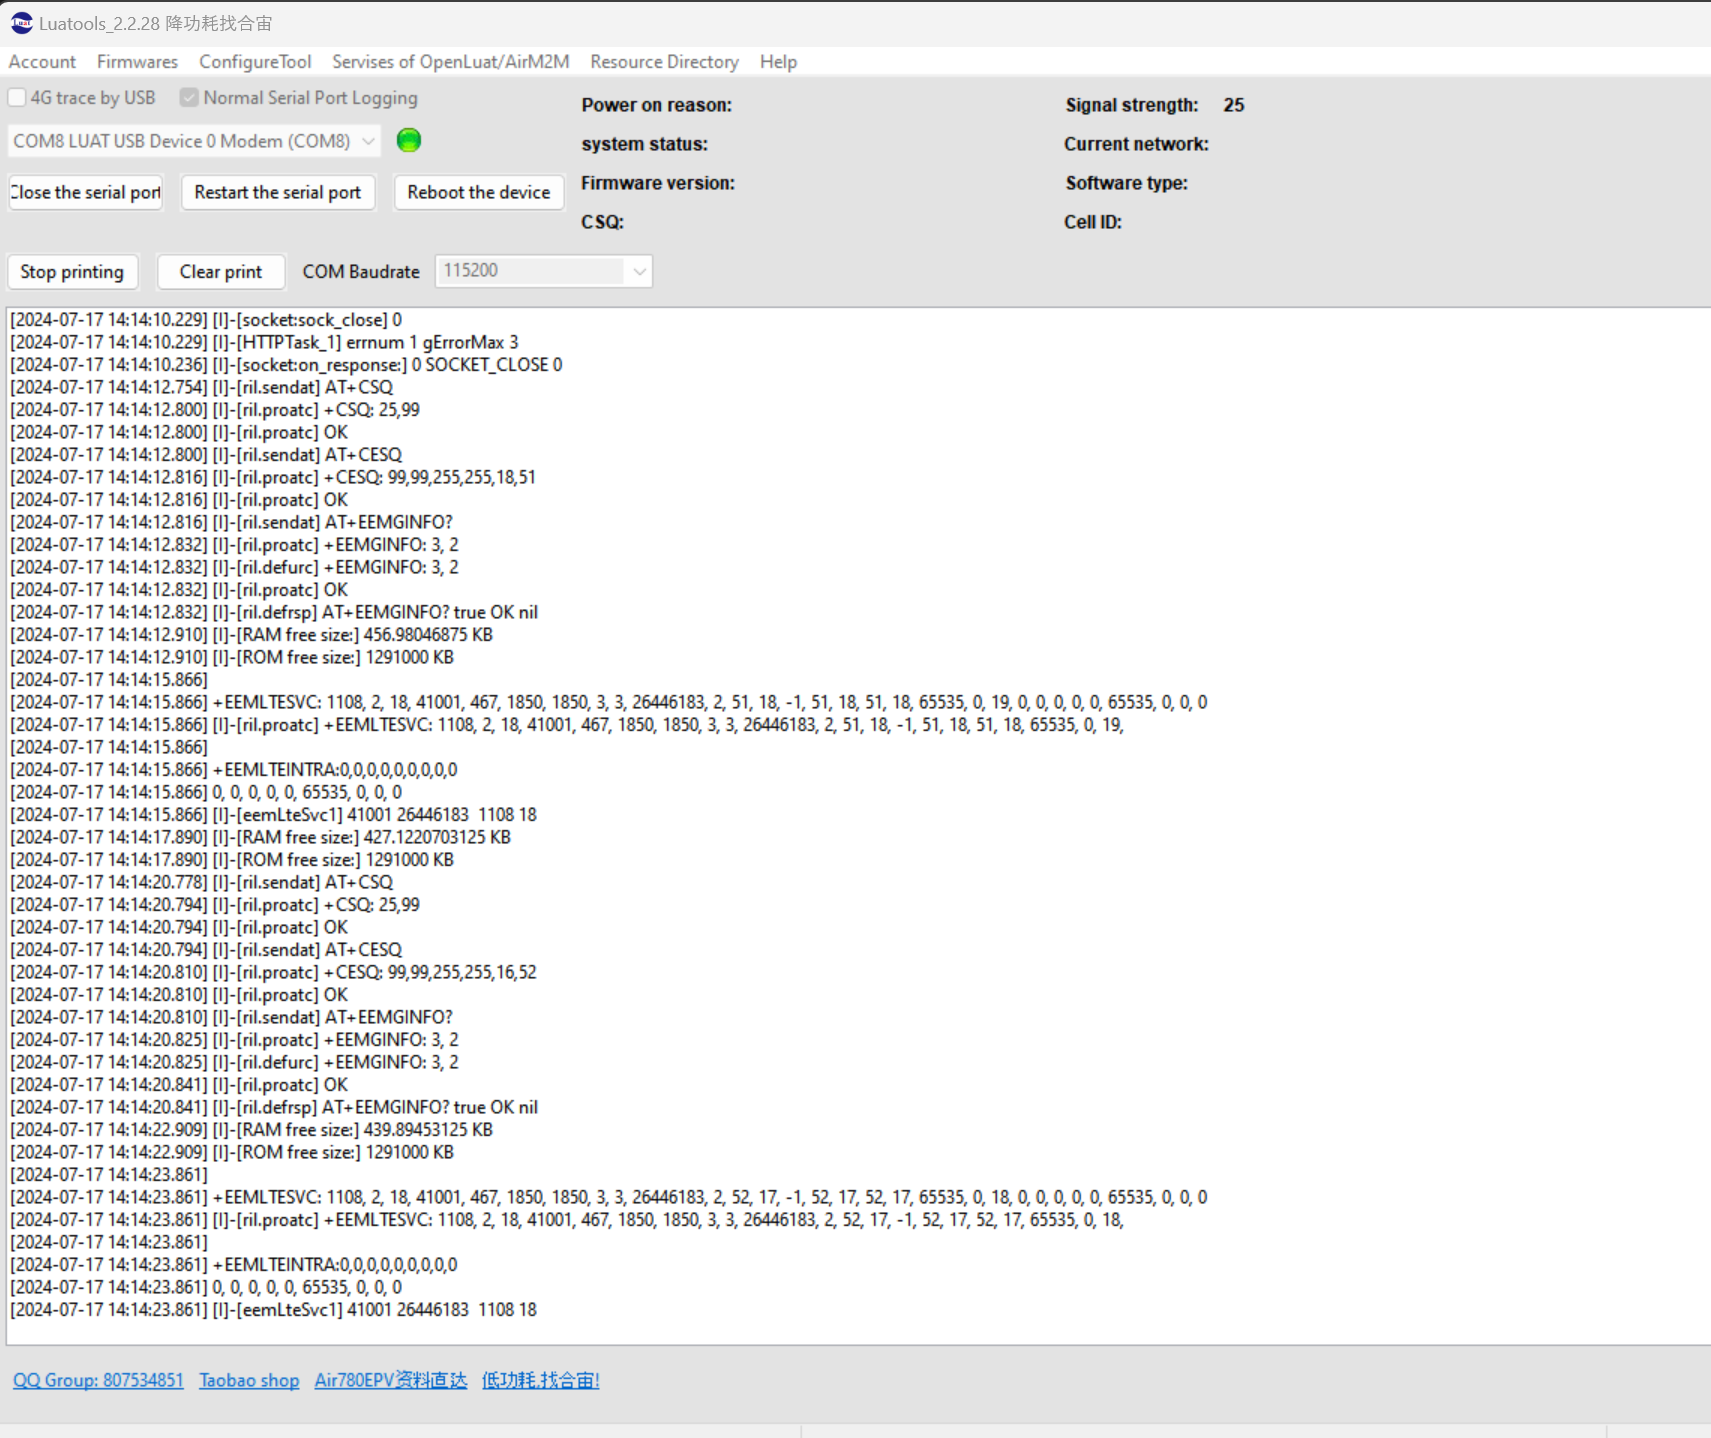 Luatools_2.2.28 降功耗找合宙
Account Firmwares ConfigureTool Servises of OpenLuat/AirM2M Resource Directory Help
4G trace by USB Normal Serial Port Logging
Power on reason: Signal strength: 25
COM8 LUAT USB Device 0 Modem (COM8)
system status: Current network:
Close the serial port Restart the serial port Reboot the device
Firmware version: Software type:
CSQ: Cell ID:
Stop printing Clear print COM Baudrate 115200
[2024-07-17 14:14:10.229] [I]-[socket:sock_close] 0
[2024-07-17 14:14:10.229] [I]-[HTTPTask_1] errnum 1 gErrorMax 3
[2024-07-17 14:14:10.236] [I]-[socket:on_response:] 0 SOCKET_CLOSE 0
[2024-07-17 14:14:12.754] [I]-[ril.sendat] AT+CSQ
[2024-07-17 14:14:12.800] [I]-[ril.proatc] +CSQ: 25,99
[2024-07-17 14:14:12.800] [I]-[ril.proatc] OK
[2024-07-17 14:14:12.800] [I]-[ril.sendat] AT+CESQ
[2024-07-17 14:14:12.816] [I]-[ril.proatc] +CESQ: 99,99,255,255,18,51
[2024-07-17 14:14:12.816] [I]-[ril.proatc] OK
[2024-07-17 14:14:12.816] [I]-[ril.sendat] AT+EEMGINFO?
[2024-07-17 14:14:12.832] [I]-[ril.proatc] +EEMGINFO: 3, 2
[2024-07-17 14:14:12.832] [I]-[ril.defurc] +EEMGINFO: 3, 2
[2024-07-17 14:14:12.832] [I]-[ril.proatc] OK
[2024-07-17 14:14:12.832] [I]-[ril.defrsp] AT+EEMGINFO? true OK nil
[2024-07-17 14:14:12.910] [I]-[RAM free size:] 456.98046875 KB
[2024-07-17 14:14:12.910] [I]-[ROM free size:] 1291000 KB
[2024-07-17 14:14:15.866]
[2024-07-17 14:14:15.866] +EEMLTESVC: 1108, 2, 18, 41001, 467, 1850, 1850, 3, 3, 26446183, 2, 51, 18, -1, 51, 18, 51, 18, 65535, 0, 19, 0, 0, 0, 0, 0, 65535, 0, 0, 0
[2024-07-17 14:14:15.866] [I]-[ril.proatc] +EEMLTESVC: 1108, 2, 18, 41001, 467, 1850, 1850, 3, 3, 26446183, 2, 51, 18, -1, 51, 18, 51, 18, 65535, 0, 19,
[2024-07-17 14:14:15.866]
[2024-07-17 14:14:15.866] +EEMLTEINTRA:0,0,0,0,0,0,0,0,0
[2024-07-17 14:14:15.866] 0, 0, 0, 0, 0, 65535, 0, 0, 0
[2024-07-17 14:14:15.866] [I]-[eemLteSvc1] 41001 26446183  1108 18
[2024-07-17 14:14:17.890] [I]-[RAM free size:] 427.1220703125 KB
[2024-07-17 14:14:17.890] [I]-[ROM free size:] 1291000 KB
[2024-07-17 14:14:20.778] [I]-[ril.sendat] AT+CSQ
[2024-07-17 14:14:20.794] [I]-[ril.proatc] +CSQ: 25,99
[2024-07-17 14:14:20.794] [I]-[ril.proatc] OK
[2024-07-17 14:14:20.794] [I]-[ril.sendat] AT+CESQ
[2024-07-17 14:14:20.810] [I]-[ril.proatc] +CESQ: 99,99,255,255,16,52
[2024-07-17 14:14:20.810] [I]-[ril.proatc] OK
[2024-07-17 14:14:20.810] [I]-[ril.sendat] AT+EEMGINFO?
[2024-07-17 14:14:20.825] [I]-[ril.proatc] +EEMGINFO: 3, 2
[2024-07-17 14:14:20.825] [I]-[ril.defurc] +EEMGINFO: 3, 2
[2024-07-17 14:14:20.841] [I]-[ril.proatc] OK
[2024-07-17 14:14:20.841] [I]-[ril.defrsp] AT+EEMGINFO? true OK nil
[2024-07-17 14:14:22.909] [I]-[RAM free size:] 439.89453125 KB
[2024-07-17 14:14:22.909] [I]-[ROM free size:] 1291000 KB
[2024-07-17 14:14:23.861]
[2024-07-17 14:14:23.861] +EEMLTESVC: 1108, 2, 18, 41001, 467, 1850, 1850, 3, 3, 26446183, 2, 52, 17, -1, 52, 17, 52, 17, 65535, 0, 18, 0, 0, 0, 0, 0, 65535, 0, 0, 0
[2024-07-17 14:14:23.861] [I]-[ril.proatc] +EEMLTESVC: 1108, 2, 18, 41001, 467, 1850, 1850, 3, 3, 26446183, 2, 52, 17, -1, 52, 17, 52, 17, 65535, 0, 18,
[2024-07-17 14:14:23.861]
[2024-07-17 14:14:23.861] +EEMLTEINTRA:0,0,0,0,0,0,0,0,0
[2024-07-17 14:14:23.861] 0, 0, 0, 0, 0, 65535, 0, 0, 0
[2024-07-17 14:14:23.861] [I]-[eemLteSvc1] 41001 26446183  1108 18
QQ Group: 807534851 Taobao shop Air780EPV资料直达 低功耗,找合宙!